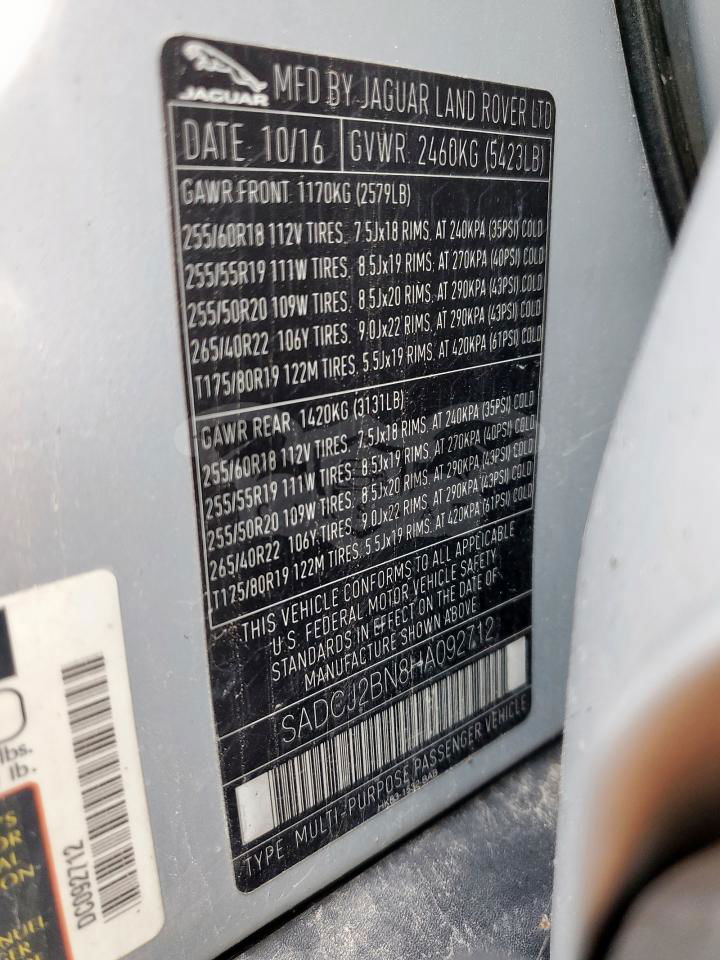 JAGUAR
MFD BY JAGUAR LAND ROVER LTD
DATE 10/16
GVWR 2460KG (5423LB)
GAWR FRONT 1170KG (2579LB)
255/60R18 112V TIRES, 7.5Jx18 RIMS, AT 240KPA (35PSI) COLD
255/55R19 111W TIRES, 8.5Jx19 RIMS, AT 270KPA (40PSI) COLD
255/50R20 109W TIRES, 8.5Jx20 RIMS, AT 290KPA (43PSI) COLD
265/40R22 106Y TIRES, 9.0Jx22 RIMS, AT 290KPA (43PSI) COLD
T175/80R19 122M TIRES, 5.5Jx19 RIMS, AT 420KPA (61PSI) COLD
GAWR REAR 1420KG (3131LB)
255/60R18 112V TIRES, 7.5Jx18 RIMS, AT 240KPA (35PSI) COLD
255/55R19 111W TIRES, 8.5Jx19 RIMS, AT 270KPA (40PSI) COLD
255/50R20 109W TIRES, 8.5Jx20 RIMS, AT 290KPA (43PSI) COLD
265/40R22 106Y TIRES, 9.0Jx22 RIMS, AT 290KPA (43PSI) COLD
T175/80R19 122M TIRES, 5.5Jx19 RIMS, AT 420KPA (61PSI) COLD
THIS VEHICLE CONFORMS TO ALL APPLICABLE
U.S. FEDERAL MOTOR VEHICLE SAFETY
STANDARDS IN EFFECT ON THE DATE OF
MANUFACTURE SHOWN ABOVE
SADCJ2BN8HA092712
TYPE MULTI-PURPOSE PASSENGER VEHICLE
lbs.
lb.
DC092712